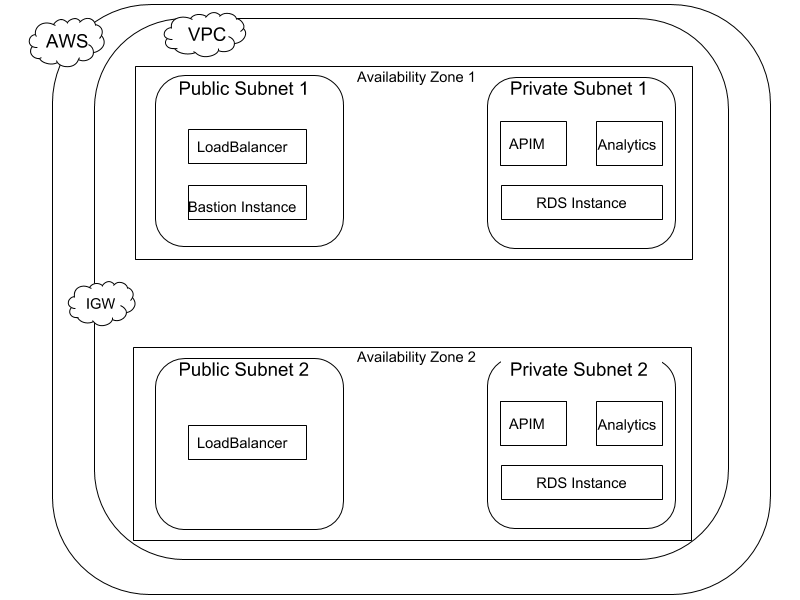 AWS
VPC
Availability Zone 1
Public Subnet 1
Private Subnet 1
LoadBalancer
APIM
Analytics
Bastion Instance
RDS Instance
IGW
Availability Zone 2
Public Subnet 2
Private Subnet 2
LoadBalancer
APIM
Analytics
RDS Instance